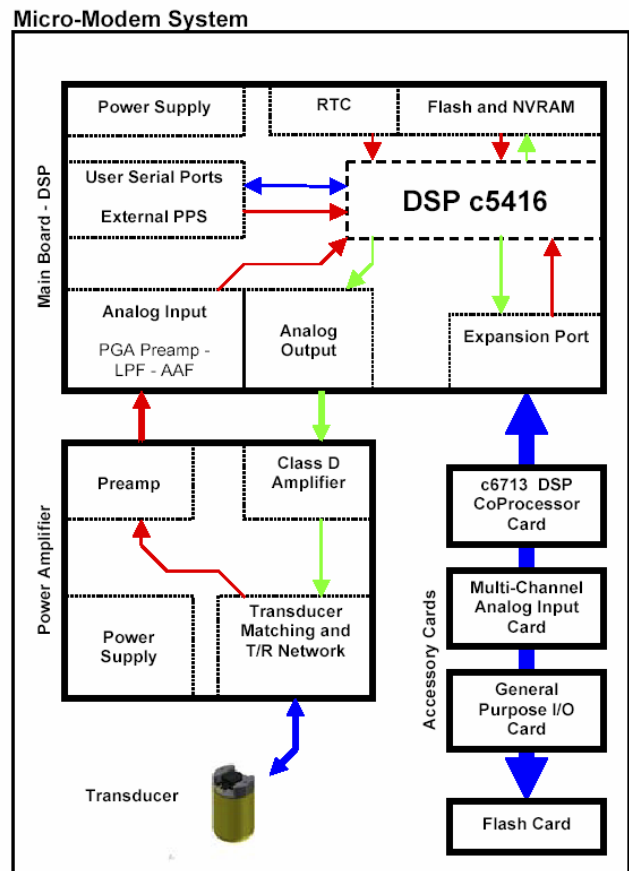 Micro-Modem System
Main Board - DSP
Power Supply
RTC
Flash and NVRAM
User Serial Ports
External PPS
DSP c5416
Analog Input
PGA Preamp -
LPF - AAF
Analog
Output
Expansion Port
Power Amplifier
Preamp
Class D
Amplifier
Power
Supply
Transducer
Matching and
T/R Network
Transducer
Accessory Cards
c6713 DSP
CoProcessor
Card
Multi-Channel
Analog Input
Card
General
Purpose I/O
Card
Flash Card